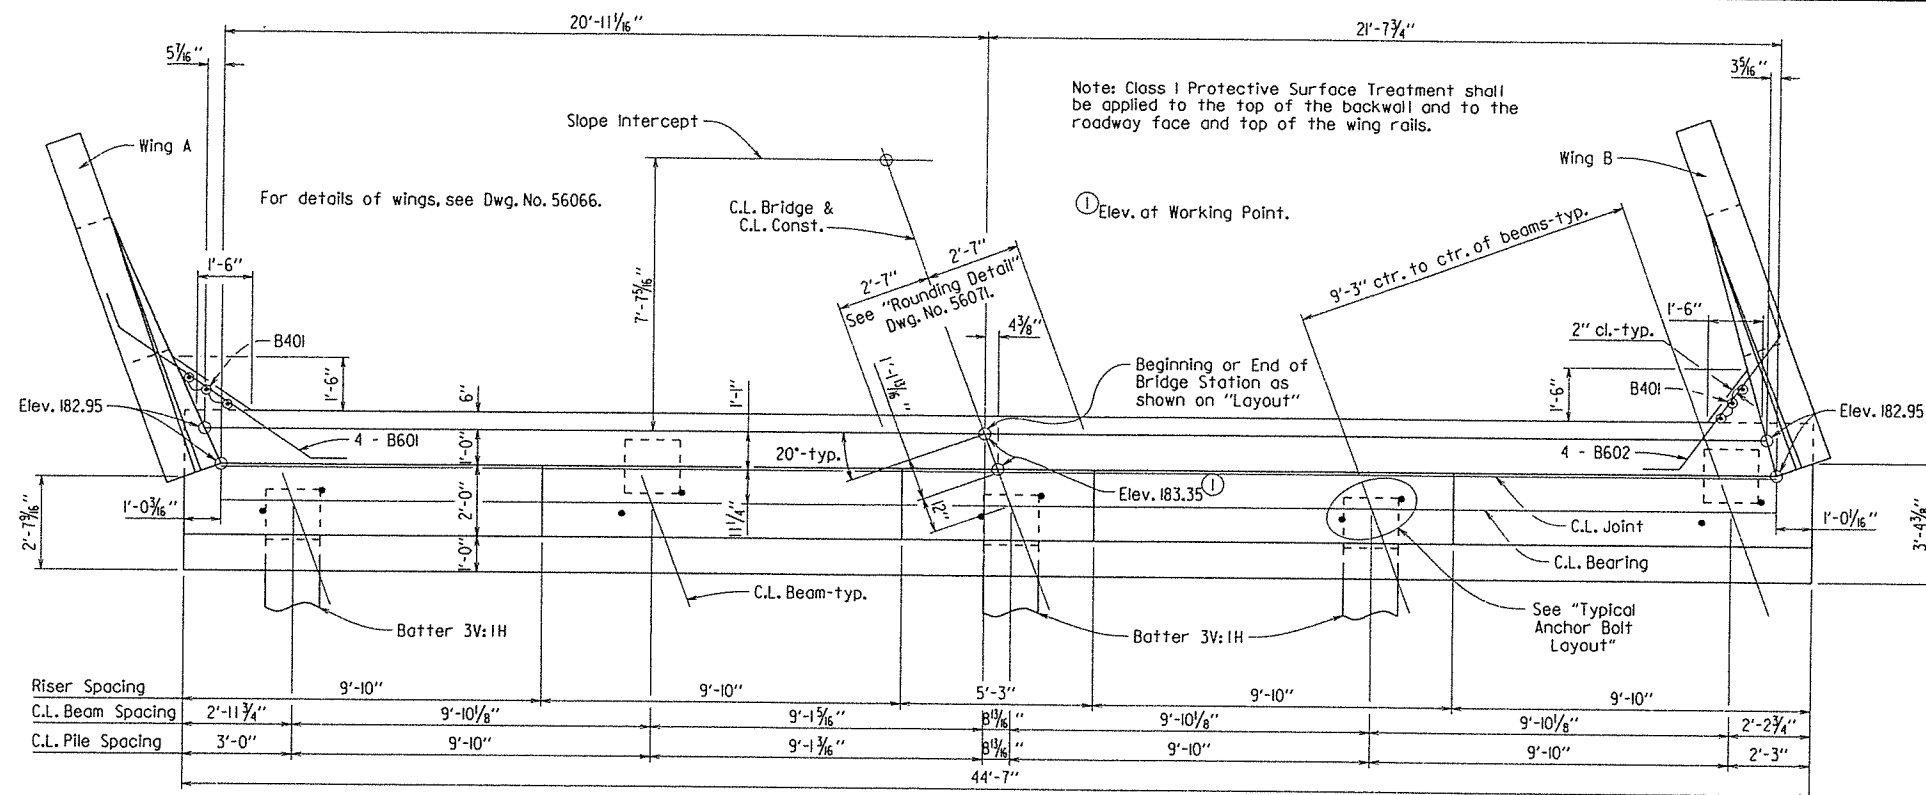 20'-11 1/16"
21'-7 3/4"
5 7/16"
3 5/16"
Note: Class I Protective Surface Treatment shall
be applied to the top of the backwall and to the
roadway face and top of the wing rails.
Slope Intercept
Wing A
Wing B
For details of wings, see Dwg. No. 56066.
C.L. Bridge &
C.L. Const.
1 Elev. at Working Point.
7'-7 5/16"
2'-7"
2'-7"
See "Rounding Detail"
Dwg. No. 56071.
9'-3" ctr. to ctr. of beams-typ.
1'-6"
1'-6"
4 3/8"
2" cl.-typ.
B401
B401
1'-6"
1'-6"
6"
1'-1"
1'-1 13/16"
Beginning or End of
Bridge Station as
shown on "Layout"
Elev. 182.95
Elev. 182.95
4 - B601
4 - B602
1'-0"
20°-typ.
Elev. 183.35 1
1'-0 3/16"
2'-0"
11 1/4"
12"
1'-0 1/16"
2'-7 9/16"
3'-4 3/8"
C.L. Joint
C.L. Bearing
1'-0"
C.L. Beam-typ.
Batter 3V:1H
Batter 3V:1H
See "Typical
Anchor Bolt
Layout"
Riser Spacing 9'-10" 9'-10" 5'-3" 9'-10" 9'-10"
C.L. Beam Spacing 2'-11 3/4" 9'-10 1/8" 9'-1 5/16" 8 13/16" 9'-10 1/8" 9'-10 1/8" 2'-2 3/4"
C.L. Pile Spacing 3'-0" 9'-10" 9'-1 3/16" 8 13/16" 9'-10" 9'-10" 2'-3"
44'-7"